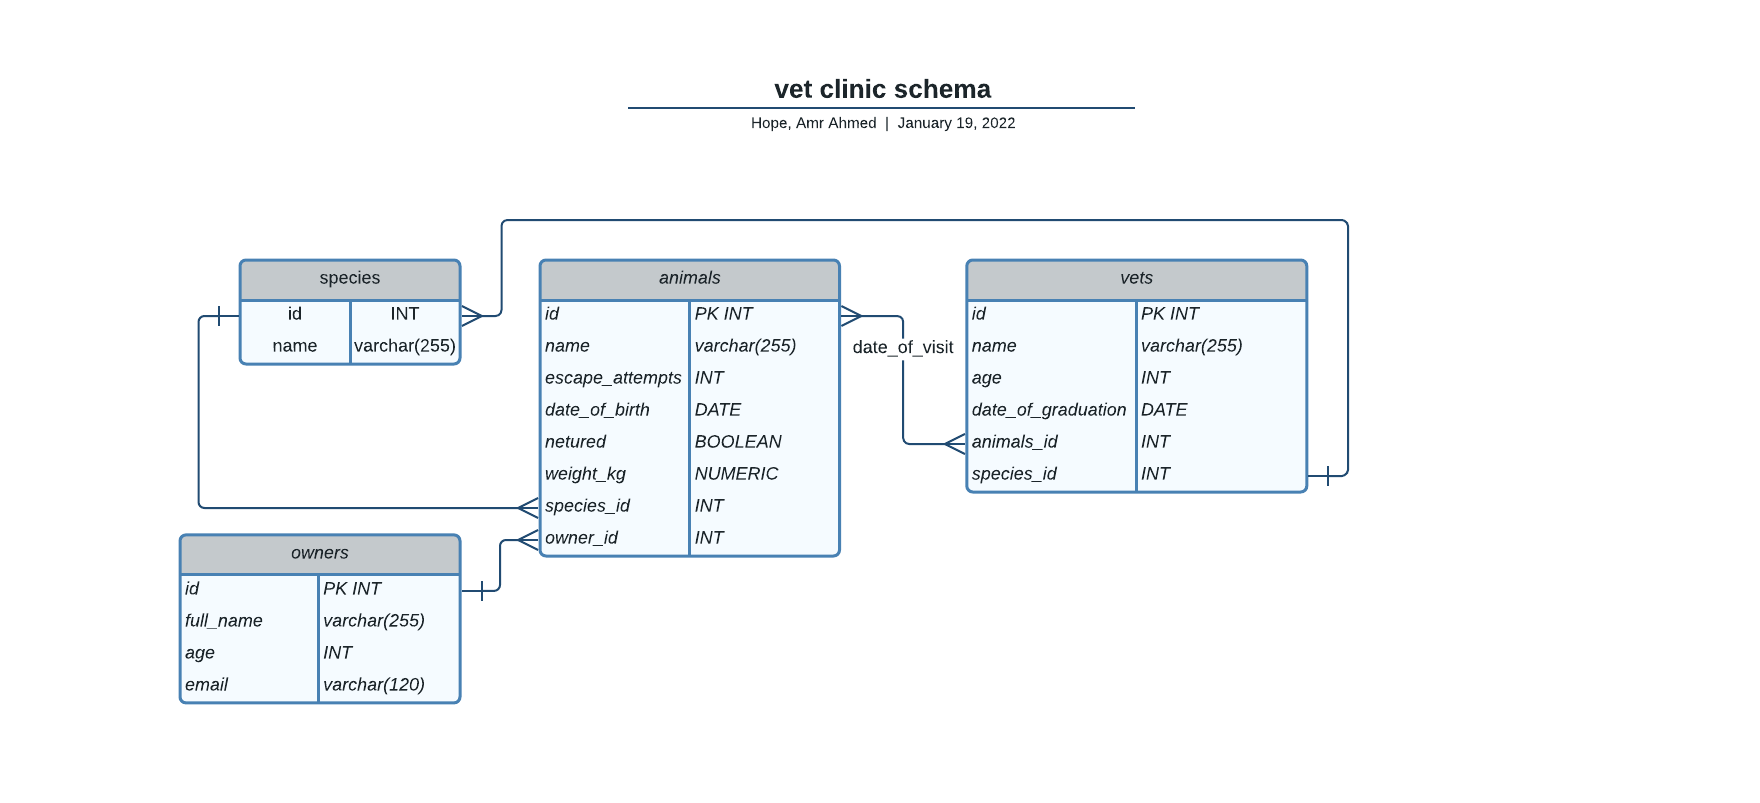 vet clinic schema
Hope, Amr Ahmed | January 19, 2022
species
id INT
name varchar(255)
animals
id PK INT
name varchar(255)
escape_attempts INT
date_of_birth DATE
netured BOOLEAN
weight_kg NUMERIC
species_id INT
owner_id INT
date_of_visit
vets
id PK INT
name varchar(255)
age INT
date_of_graduation DATE
animals_id INT
species_id INT
owners
id PK INT
full_name varchar(255)
age INT
email varchar(120)